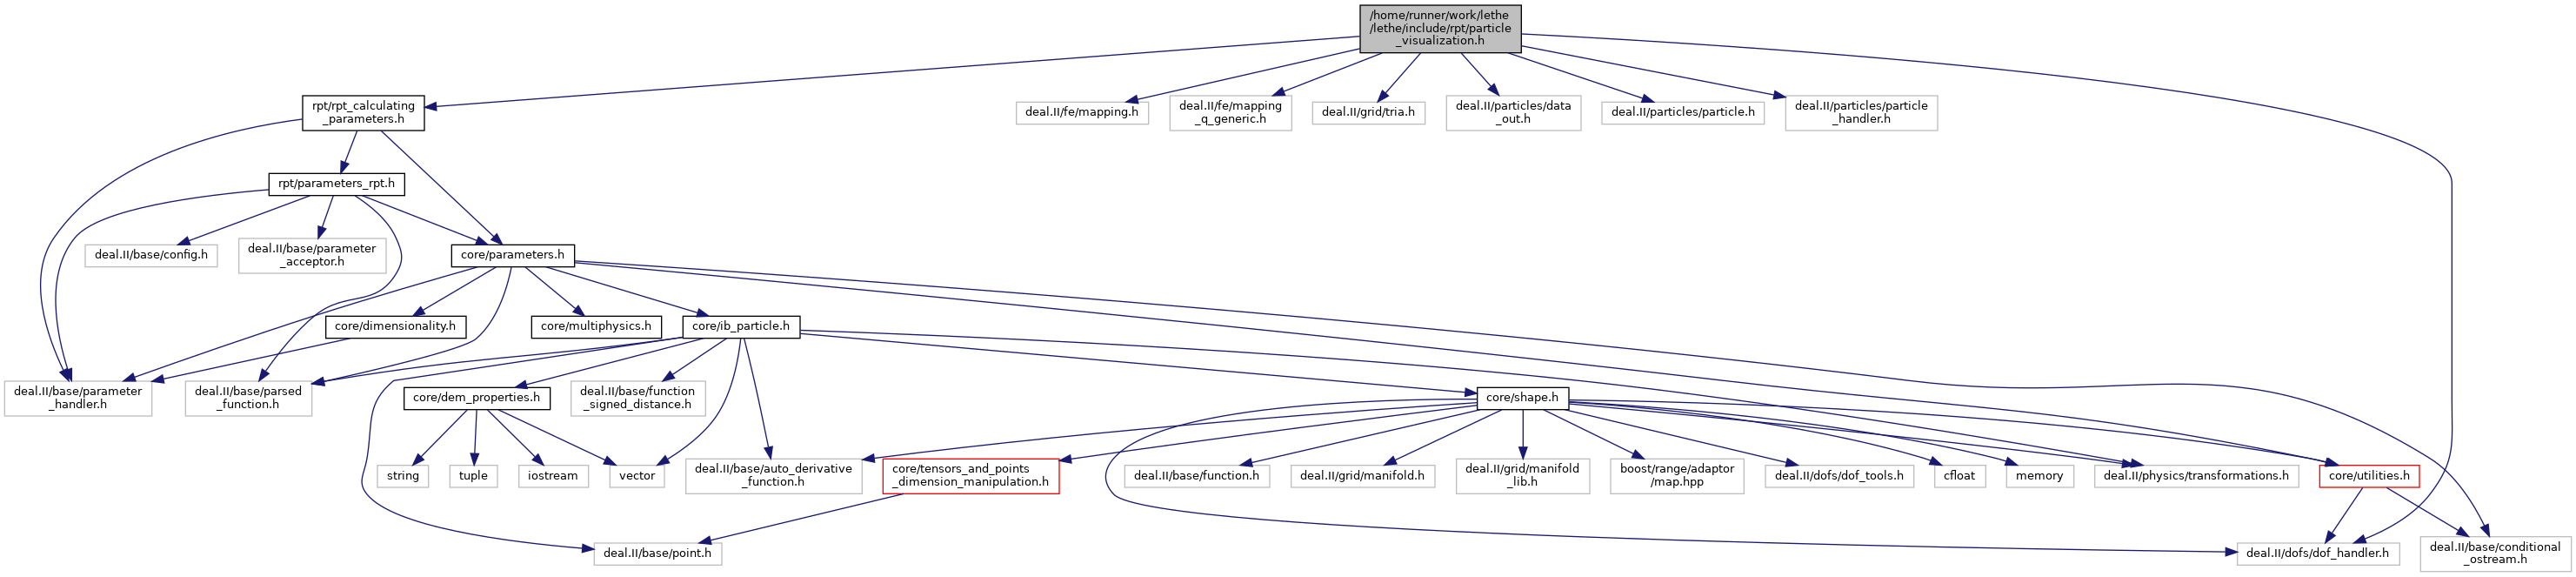 /home/runner/work/lethe
/lethe/include/rpt/particle
_visualization.h
rpt/rpt_calculating
_parameters.h
deal.II/fe/mapping.h
deal.II/fe/mapping
_q_generic.h
deal.II/grid/tria.h
deal.II/particles/data
_out.h
deal.II/particles/particle.h
deal.II/particles/particle
_handler.h
rpt/parameters_rpt.h
deal.II/base/config.h
deal.II/base/parameter
_acceptor.h
core/parameters.h
core/dimensionality.h
core/multiphysics.h
core/ib_particle.h
deal.II/base/parameter
_handler.h
deal.II/base/parsed
_function.h
core/dem_properties.h
deal.II/base/function
_signed_distance.h
core/shape.h
string
tuple
iostream
vector
deal.II/base/auto_derivative
_function.h
core/tensors_and_points
_dimension_manipulation.h
deal.II/base/function.h
deal.II/grid/manifold.h
deal.II/grid/manifold
_lib.h
boost/range/adaptor
/map.hpp
deal.II/dofs/dof_tools.h
cfloat
memory
deal.II/physics/transformations.h
core/utilities.h
deal.II/base/point.h
deal.II/dofs/dof_handler.h
deal.II/base/conditional
_ostream.h